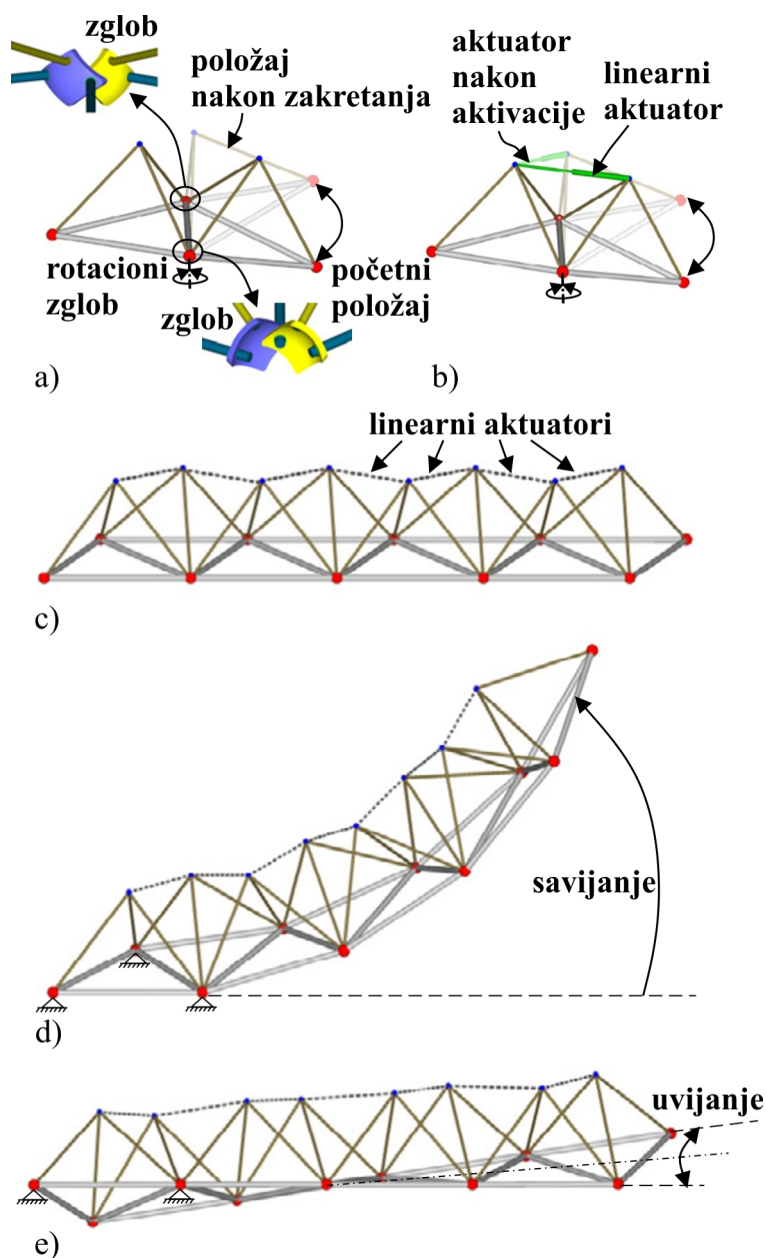 zglob
položaj
nakon zakretanja
rotacioni
zglob
zglob
početni
položaj
a)
aktuator
nakon
aktivacije
linearni
aktuator
b)
linearni aktuatori
c)
savijanje
d)
uvijanje
e)